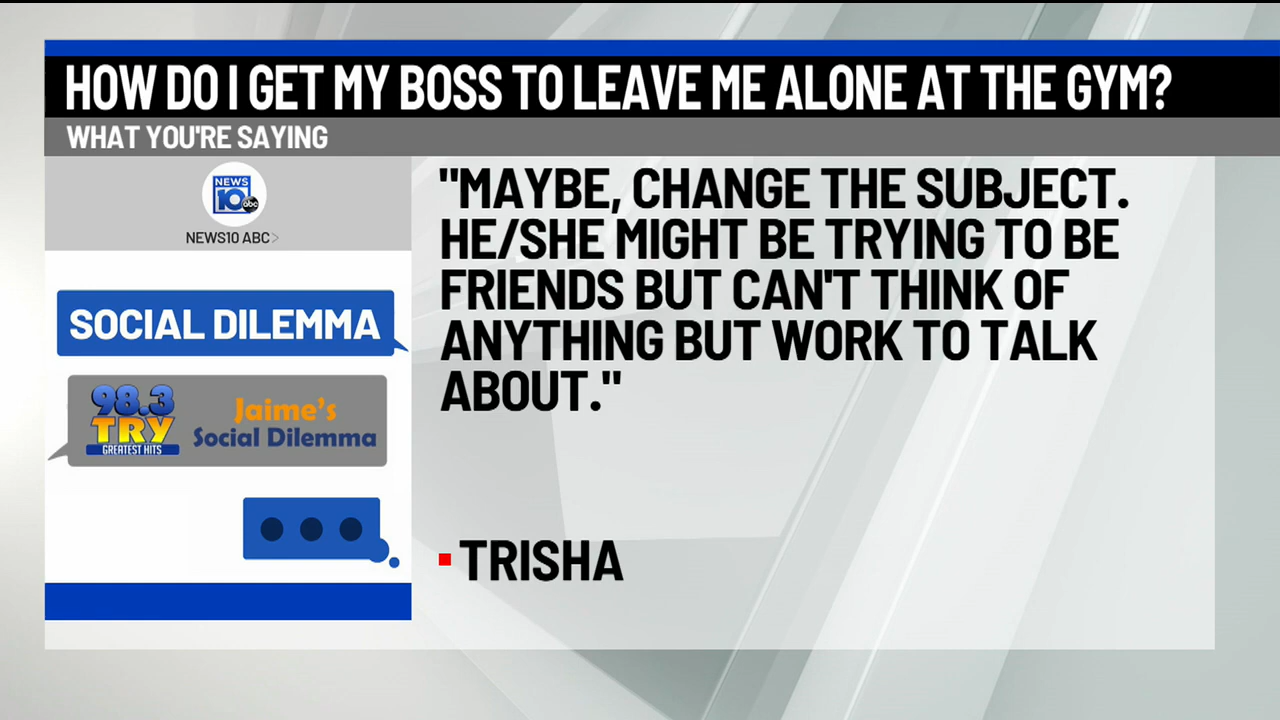 HOW DO I GET MY BOSS TO LEAVE ME ALONE AT THE GYM?
WHAT YOU'RE SAYING
NEWS
10
abc
NEWS10 ABC>
SOCIAL DILEMMA
98.3
TRY
GREATEST HITS
Jaime's
Social Dilemma
"MAYBE, CHANGE THE SUBJECT.
HE/SHE MIGHT BE TRYING TO BE
FRIENDS BUT CAN'T THINK OF
ANYTHING BUT WORK TO TALK
ABOUT."
TRISHA